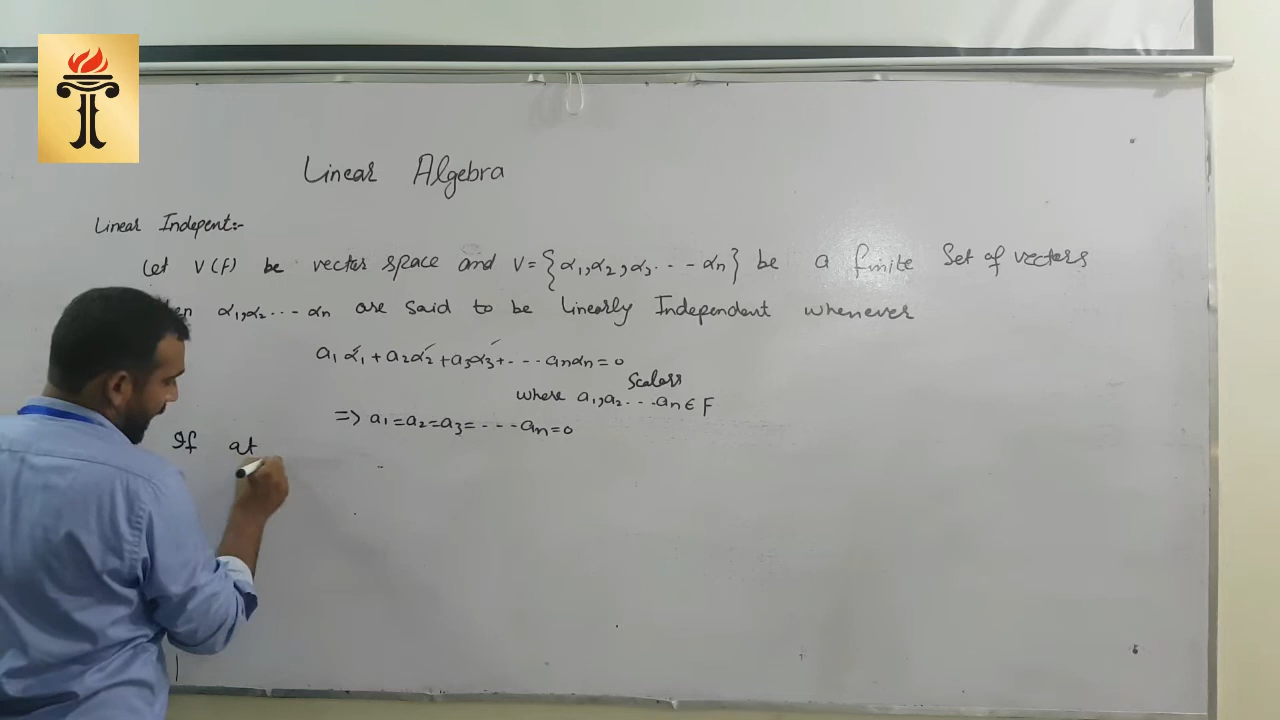 Linear Algebra
Linear Indepent:-
Let V(F) be vector space and V={α1,α2,α3...-αn} be a finite Set of vectors
en α1,α2...-αn are said to be Linearly Independent whenever
a1α1+a2α2+a3α3+-...anαn=0
Scalars
where a1,a2...-an∈F
=> a1=a2=a3=---an=0
If at